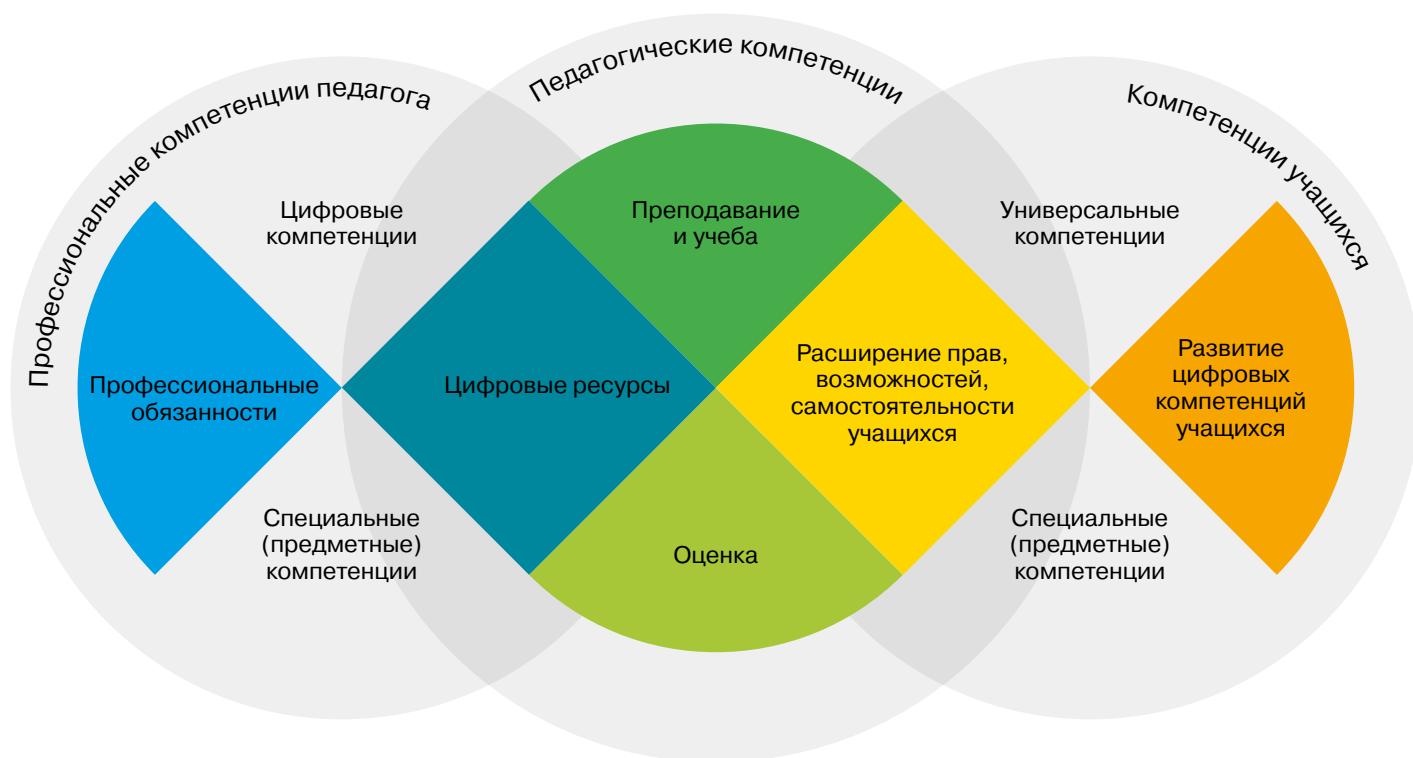 Профессиональные компетенции педагога
Педагогические компетенции
Компетенции учащихся
Цифровые
компетенции
Преподавание
и учеба
Универсальные
компетенции
Профессиональные
обязанности
Цифровые ресурсы
Расширение прав,
возможностей,
самостоятельности
учащихся
Развитие
цифровых
компетенций
учащихся
Специальные
(предметные)
компетенции
Оценка
Специальные
(предметные)
компетенции